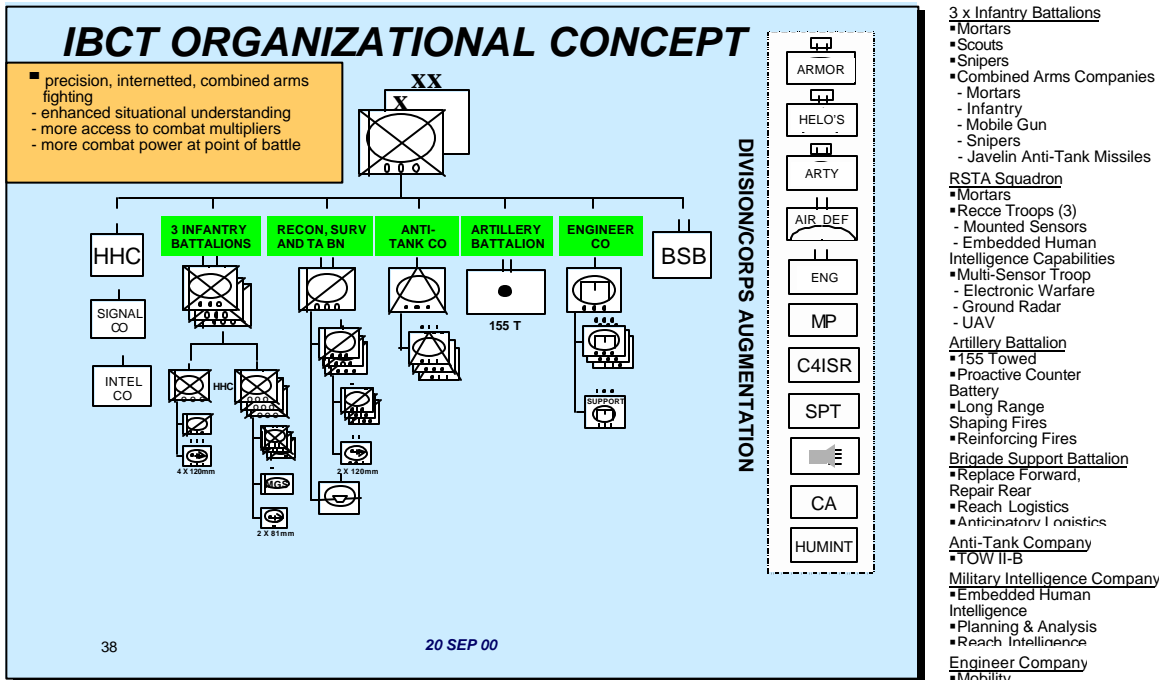 IBCT ORGANIZATIONAL CONCEPT
▪ precision, internetted, combined arms
fighting
- enhanced situational understanding
- more access to combat multipliers
- more combat power at point of battle
XX
X
HHC
3 INFANTRY
BATTALIONS
RECON, SURV
AND TA BN
ANTI-
TANK CO
ARTILLERY
BATTALION
ENGINEER
CO
BSB
SIGNAL
CO
INTEL
CO
155 T
HHC
4 X 120mm
MGS
2 X 81mm
2 X 120mm
SUPPORT
DIVISION/CORPS AUGMENTATION
ARMOR
HELO'S
ARTY
AIR DEF
ENG
MP
C4ISR
SPT
CA
HUMINT
38
20 SEP 00
3 x Infantry Battalions
▪Mortars
▪Scouts
▪Snipers
▪Combined Arms Companies
- Mortars
- Infantry
- Mobile Gun
- Snipers
- Javelin Anti-Tank Missiles
RSTA Squadron
▪Mortars
▪Recce Troops (3)
- Mounted Sensors
- Embedded Human
Intelligence Capabilities
▪Multi-Sensor Troop
- Electronic Warfare
- Ground Radar
- UAV
Artillery Battalion
▪155 Towed
▪Proactive Counter
Battery
▪Long Range
Shaping Fires
▪Reinforcing Fires
Brigade Support Battalion
▪Replace Forward,
Repair Rear
▪Reach Logistics
▪Anticipatory Logistics
Anti-Tank Company
▪TOW II-B
Military Intelligence Company
▪Embedded Human
Intelligence
▪Planning & Analysis
▪Reach Intelligence
Engineer Company
▪Mobility